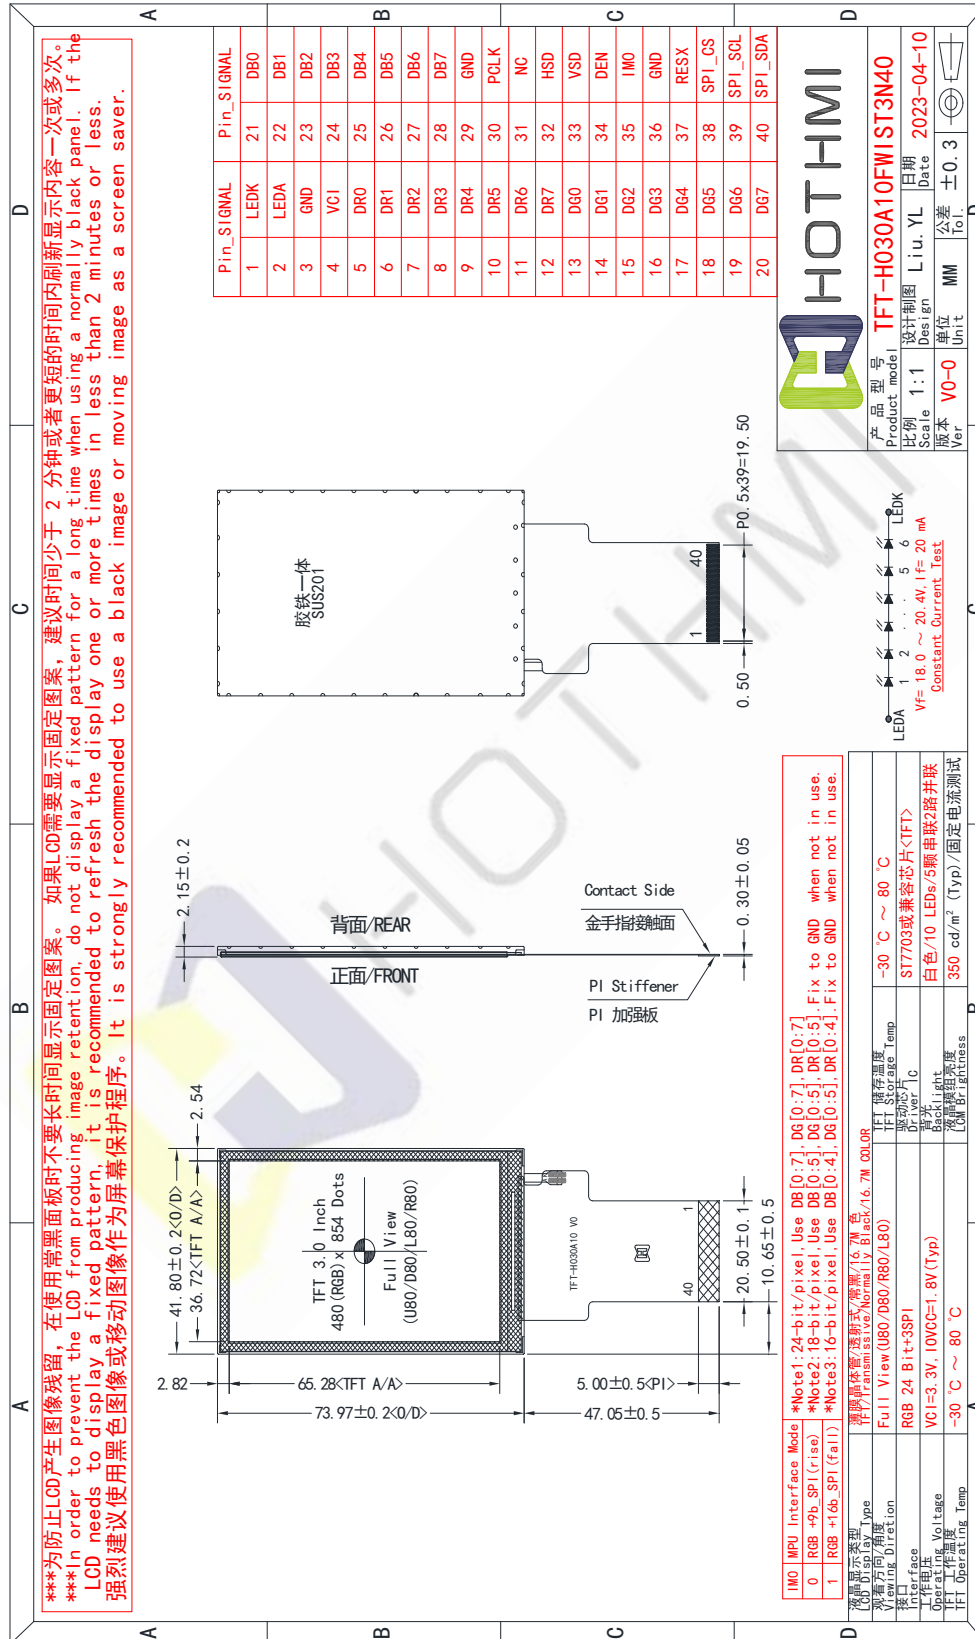 ***为防止LCD产生图像残留，在使用常黑面板时不要长时间显示固定图案。 如果LCD需要显示固定图案，建议时间少于 2 分钟或者更短的时间内刷新显示内容一次或多次。
***In order to prevent the LCD from producing image retention, do not display a fixed pattern for a long time when using a normally black panel. If the
LCD needs to display a fixed pattern, it is recommended to refresh the display one or more times in less than 2 minutes or less.
强烈建议使用黑色图像或移动图像作为屏幕保护程序。It is strongly recommended to use a black image or moving image as a screen saver.
A B C D
A B C D
A B C D
Pin_SIGNAL Pin_SIGNAL
1 LEDK 21 DB0
2 LEDA 22 DB1
3 GND 23 DB2
4 VCI 24 DB3
5 DR0 25 DB4
6 DR1 26 DB5
7 DR2 27 DB6
8 DR3 28 DB7
9 DR4 29 GND
10 DR5 30 PCLK
11 DR6 31 NC
12 DR7 32 HSD
13 DG0 33 VSD
14 DG1 34 DEN
15 DG2 35 IM0
16 DG3 36 GND
17 DG4 37 RESX
18 DG5 38 SPI_CS
19 DG6 39 SPI_SCL
20 DG7 40 SPI_SDA
41.80±0.2<O/D>
36.72<TFT A/A>
2.54
2.82
65.28<TFT A/A>
73.97±0.2<O/D>
TFT 3.0 Inch
480(RGB) x 854 Dots
Full View
(U80/D80/L80/R80)
TFT-H030A10 V0
40 1
5.00±0.5<PI>
47.05±0.5
20.50±0.1
10.65±0.5
2.15±0.2
背面/REAR
正面/FRONT
Contact Side
金手指接触面
PI Stiffener
PI 加强板
0.30±0.05
胶铁一体
SUS201
1 40
0.50
P0.5x39=19.50
HOTHMI
IM0 MPU Interface Mode
0 RGB +9b_SPI(rise)
1 RGB +16b_SPI(fall)
*Note1:24-bit/pixel,Use DB[0:7],DG[0:7],DR[0:7]
*Note2:18-bit/pixel,Use DB[0:5],DG[0:5],DR[0:5].Fix to GND when not in use.
*Note3:16-bit/pixel,Use DB[0:4],DG[0:5],DR[0:4].Fix to GND when not in use.
液晶显示类型
LCD Display Type
薄膜晶体管/透射式/常黑/16.7M 色
TFT/Transmissive/Normally Black/16.7M COLOR
观看方向/角度
Viewing Diretion
Full View(U80/D80/R80/L80)
接口
Interface
RGB 24 Bit+3SPI
工作电压
Operating Voltage
VCI=3.3V,IOVCC=1.8V(Typ)
TFT 工作温度
TFT Operating Temp
-30 °C ～ 80 °C
TFT 储存温度
TFT Storage Temp
-30 °C ～ 80 °C
驱动芯片
Driver IC
ST7703或兼容芯片<TFT>
背光
Backlight
白色/10 LEDs/5颗串联2路并联
液晶模组亮度
LCM Brightness
350 cd/m² (Typ)/固定电流测试
LEDA 1 2 . . 5 6 LEDK
Vf= 18.0 ～ 20.4V,If= 20 mA
Constant Current Test
HOTHMI
产 品 型 号
Product model
TFT-H030A10FWIST3N40
比例
Scale
1:1
设计制图
Design
Liu.YL
日期
Date
2023-04-10
版本
Ver
V0-0
单位
Unit
MM
公差
Tol.
±0.3